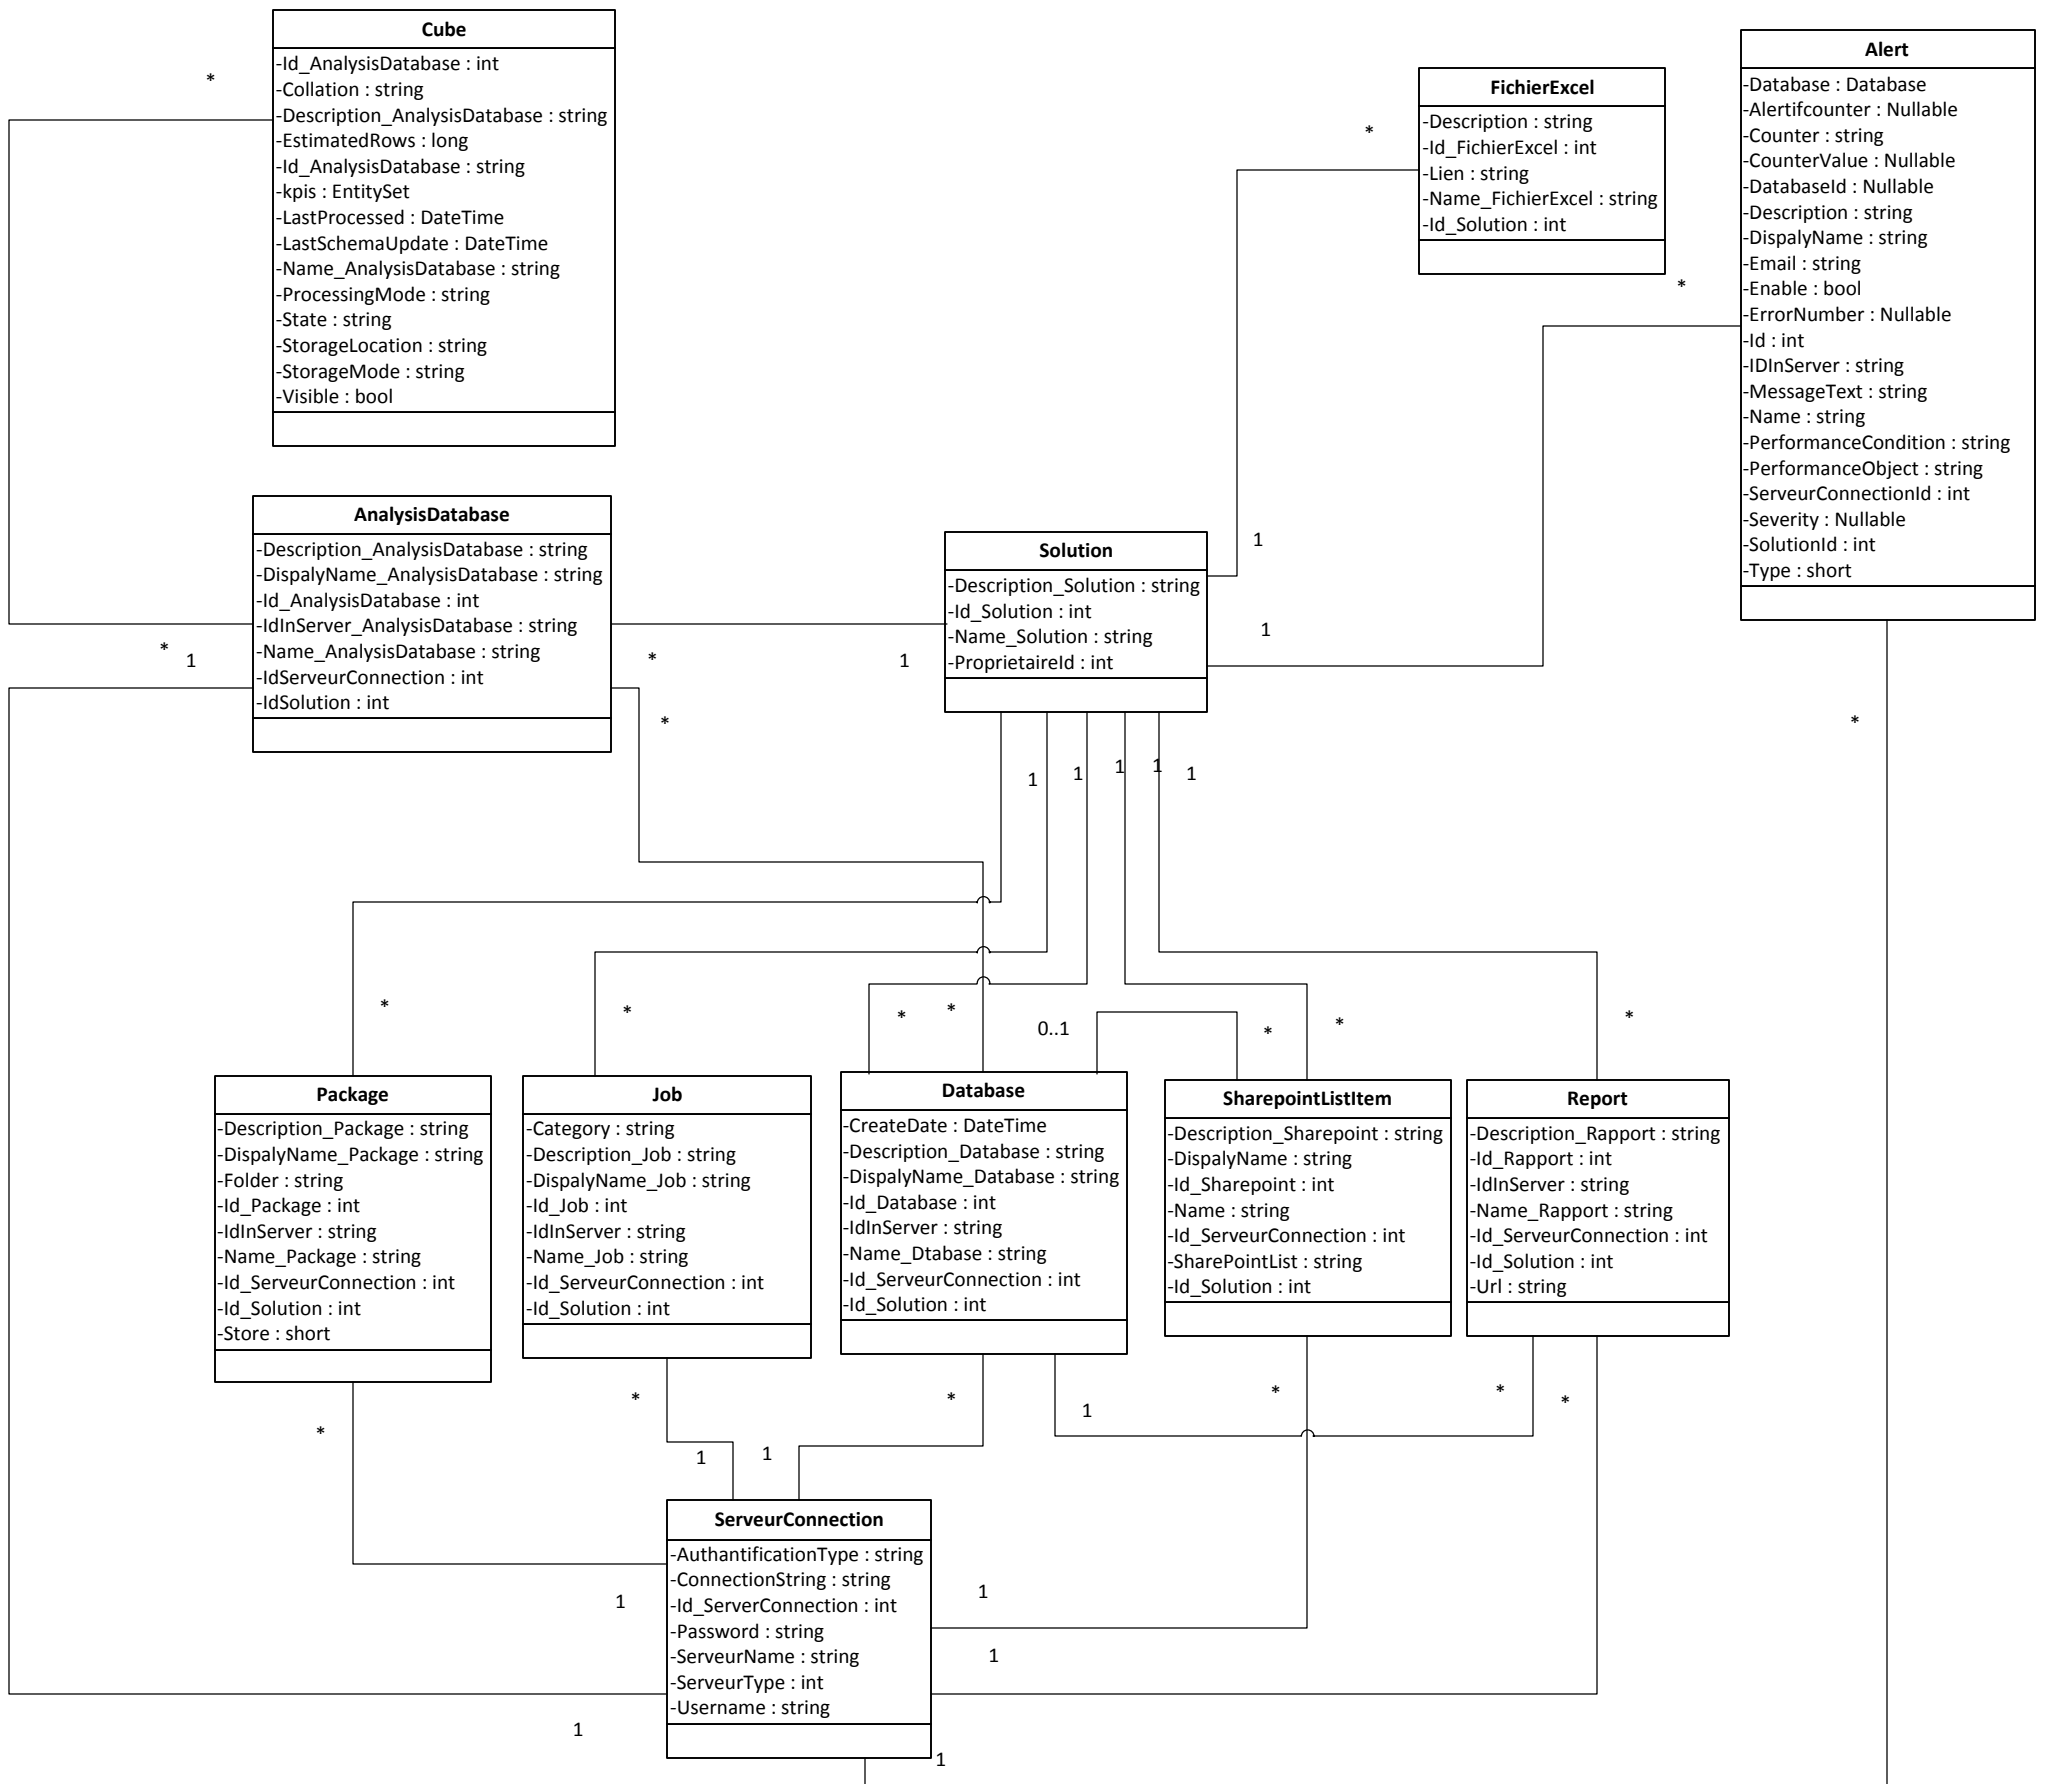 Cube
-Id_AnalysisDatabase : int
-Collation : string
-Description_AnalysisDatabase : string
-EstimatedRows : long
-Id_AnalysisDatabase : string
-kpis : EntitySet
-LastProcessed : DateTime
-LastSchemaUpdate : DateTime
-Name_AnalysisDatabase : string
-ProcessingMode : string
-State : string
-StorageLocation : string
-StorageMode : string
-Visible : bool
*
FichierExcel
-Description : string
-Id_FichierExcel : int
-Lien : string
-Name_FichierExcel : string
-Id_Solution : int
*
Alert
-Database : Database
-Alertifcounter : Nullable
-Counter : string
-CounterValue : Nullable
-DatabaseId : Nullable
-Description : string
-DispalyName : string
-Email : string
-Enable : bool
-ErrorNumber : Nullable
-Id : int
-IDInServer : string
-MessageText : string
-Name : string
-PerformanceCondition : string
-PerformanceObject : string
-ServeurConnectionId : int
-Severity : Nullable
-SolutionId : int
-Type : short
*
*
AnalysisDatabase
-Description_AnalysisDatabase : string
-DispalyName_AnalysisDatabase : string
-Id_AnalysisDatabase : int
-IdInServer_AnalysisDatabase : string
-Name_AnalysisDatabase : string
-IdServeurConnection : int
-IdSolution : int
*
1
*
*
1
Solution
-Description_Solution : string
-Id_Solution : int
-Name_Solution : string
-ProprietaireId : int
1
1
1
1
1
1
1
*
*
*
*
0..1
*
*
*
Package
-Description_Package : string
-DispalyName_Package : string
-Folder : string
-Id_Package : int
-IdInServer : string
-Name_Package : string
-Id_ServeurConnection : int
-Id_Solution : int
-Store : short
Job
-Category : string
-Description_Job : string
-DispalyName_Job : string
-Id_Job : int
-IdInServer : string
-Name_Job : string
-Id_ServeurConnection : int
-Id_Solution : int
Database
-CreateDate : DateTime
-Description_Database : string
-DispalyName_Database : string
-Id_Database : int
-IdInServer : string
-Name_Dtabase : string
-Id_ServeurConnection : int
-Id_Solution : int
SharepointListItem
-Description_Sharepoint : string
-DispalyName : string
-Id_Sharepoint : int
-Name : string
-Id_ServeurConnection : int
-SharePointList : string
-Id_Solution : int
Report
-Description_Rapport : string
-Id_Rapport : int
-IdInServer : string
-Name_Rapport : string
-Id_ServeurConnection : int
-Id_Solution : int
-Url : string
*
*
*
1
*
*
*
1
1
ServeurConnection
-AuthantificationType : string
-ConnectionString : string
-Id_ServerConnection : int
-Password : string
-ServeurName : string
-ServeurType : int
-Username : string
1
1
1
1
1